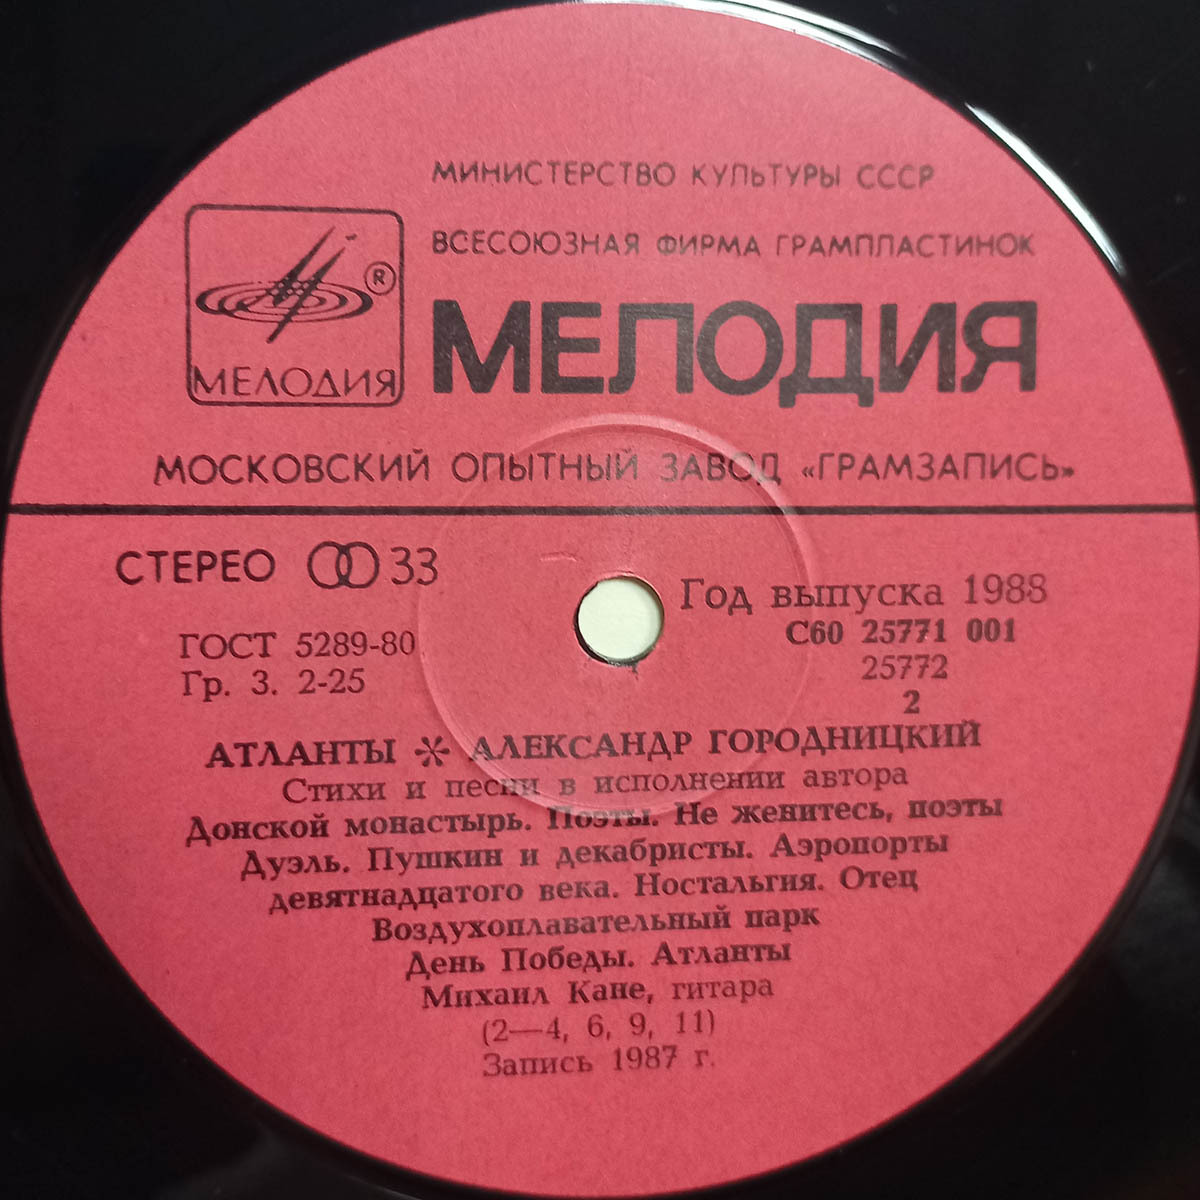 МИНИСТЕРСТВО КУЛЬТУРЫ СССР
ВСЕСОЮЗНАЯ ФИРМА ГРАМПЛАСТИНОК
®
МЕЛОДИЯ
МЕЛОДИЯ
МОСКОВСКИЙ ОПЫТНЫЙ ЗАВОД «ГРАМЗАПИСЬ»
СТЕРЕО 33
Год выпуска 1988
ГОСТ 5289-80
С60 25771 001
Гр. 3. 2-25
25772
2
АТЛАНТЫ * АЛЕКСАНДР ГОРОДНИЦКИЙ
Стихи и песни в исполнении автора
Донской монастырь. Поэты. Не женитесь, поэты
Дуэль. Пушкин и декабристы. Аэропорты
девятнадцатого века. Ностальгия. Отец
Воздухоплавательный парк
День Победы. Атланты
Михаил Кане, гитара
(2—4, 6, 9, 11)
Запись 1987 г.